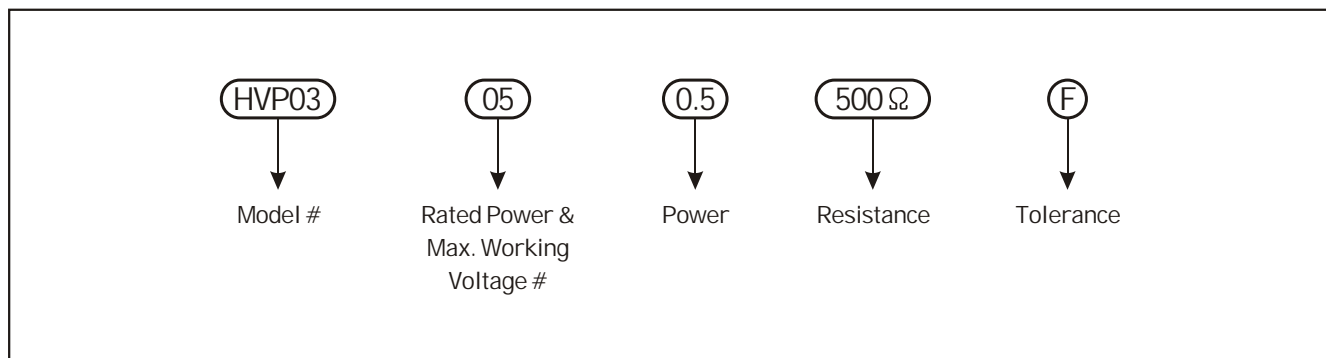 HVP03 05 0.5 500 Ω F
Model # Rated Power & Power Resistance Tolerance
Max. Working
Voltage #